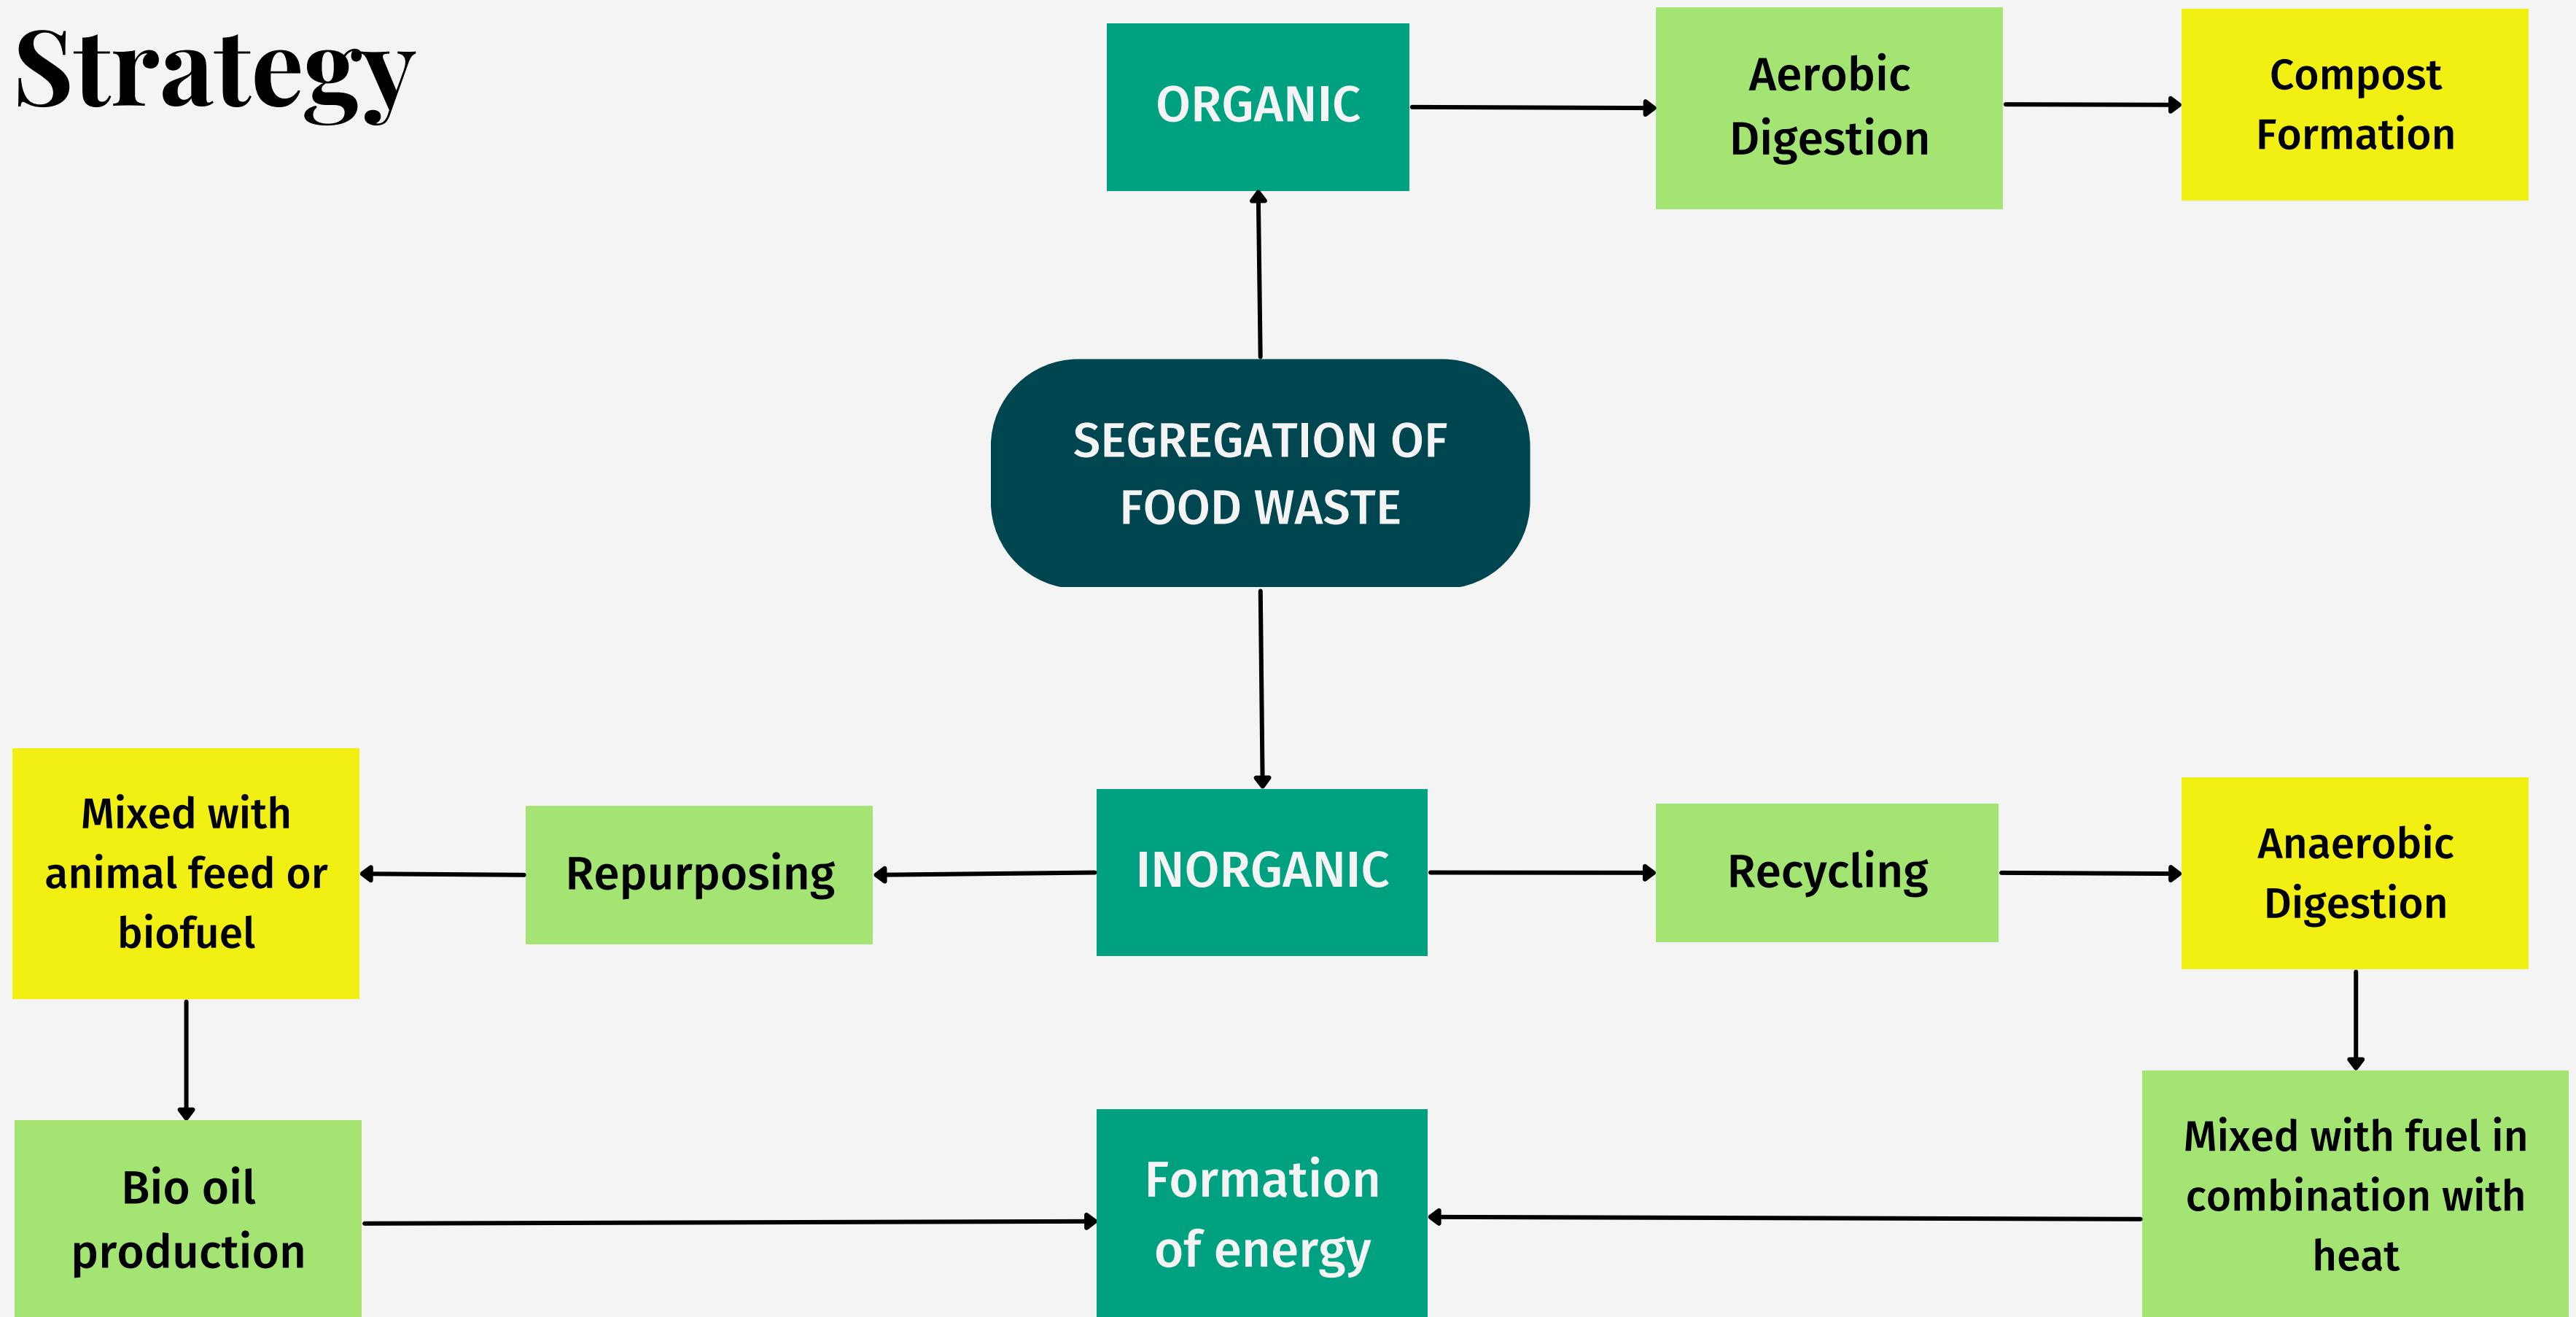 Strategy
ORGANIC
Aerobic
Digestion
Compost
Formation
SEGREGATION OF
FOOD WASTE
Mixed with
animal feed or
biofuel
Repurposing
INORGANIC
Recycling
Anaerobic
Digestion
Bio oil
production
Formation
of energy
Mixed with fuel in
combination with
heat